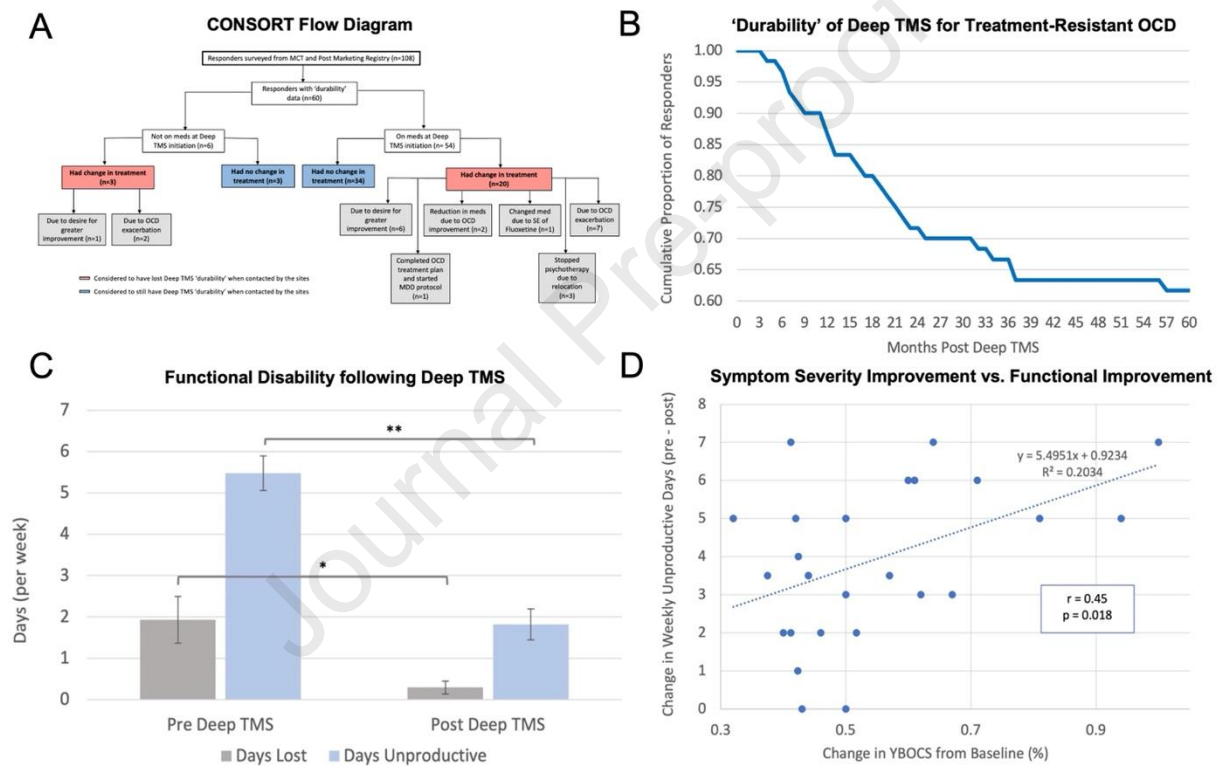 A
CONSORT Flow Diagram
Responders surveyed from MCT and Post Marketing Registry (n=108)
Responders with 'durability'
data (n=60)
Not on meds at Deep
TMS initiation (n=6)
On meds at Deep
TMS initiation (n= 54)
Had change in treatment
(n=3)
Had no change in
treatment (n=3)
Had no change in
treatment (n=34)
Had change in treatment
(n=20)
Due to desire for
greater
improvement (n=1)
Due to OCD
exacerbation
(n=2)
Due to desire for
greater
improvement (n=6)
Reduction in meds
due to OCD
improvement (n=2)
Changed med
due to SE of
Fluoxetine (n=1)
Due to OCD
exacerbation
(n=7)
Completed OCD
treatment plan
and started
MDD protocol
(n=1)
Stopped
psychotherapy
due to
relocation
(n=3)
Considered to have lost Deep TMS 'durability' when contacted by the sites
Considered to still have Deep TMS 'durability' when contacted by the sites
B
'Durability' of Deep TMS for Treatment-Resistant OCD
Cumulative Proportion of Responders
1.00
0.95
0.90
0.85
0.80
0.75
0.70
0.65
0.60
0 3 6 9 12 15 18 21 24 27 30 33 36 39 42 45 48 51 54 57 60
Months Post Deep TMS
C
Functional Disability following Deep TMS
Days (per week)
7
6
5
4
3
2
1
0
**
*
Pre Deep TMS Post Deep TMS
Days Lost Days Unproductive
D
Symptom Severity Improvement vs. Functional Improvement
Change in Weekly Unproductive Days (pre - post)
8
7
6
5
4
3
2
1
0
y = 5.4951x + 0.9234
R² = 0.2034
r = 0.45
p = 0.018
0.3 0.5 0.7 0.9
Change in YBOCS from Baseline (%)
Journal Pre-proof